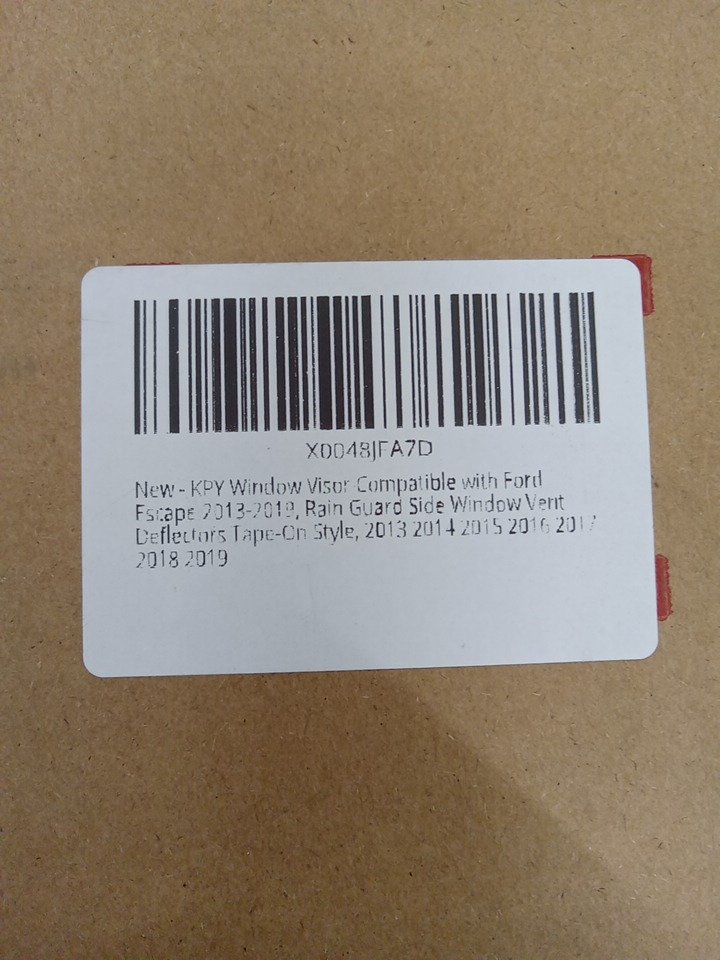 X0048JFA7D
New - KPY Window Visor Compatible with Ford
Escape 2013-2019, Rain Guard Side Window Vent
Deflectors Tape-On Style, 2013 2014 2015 2016 2017
2018 2019